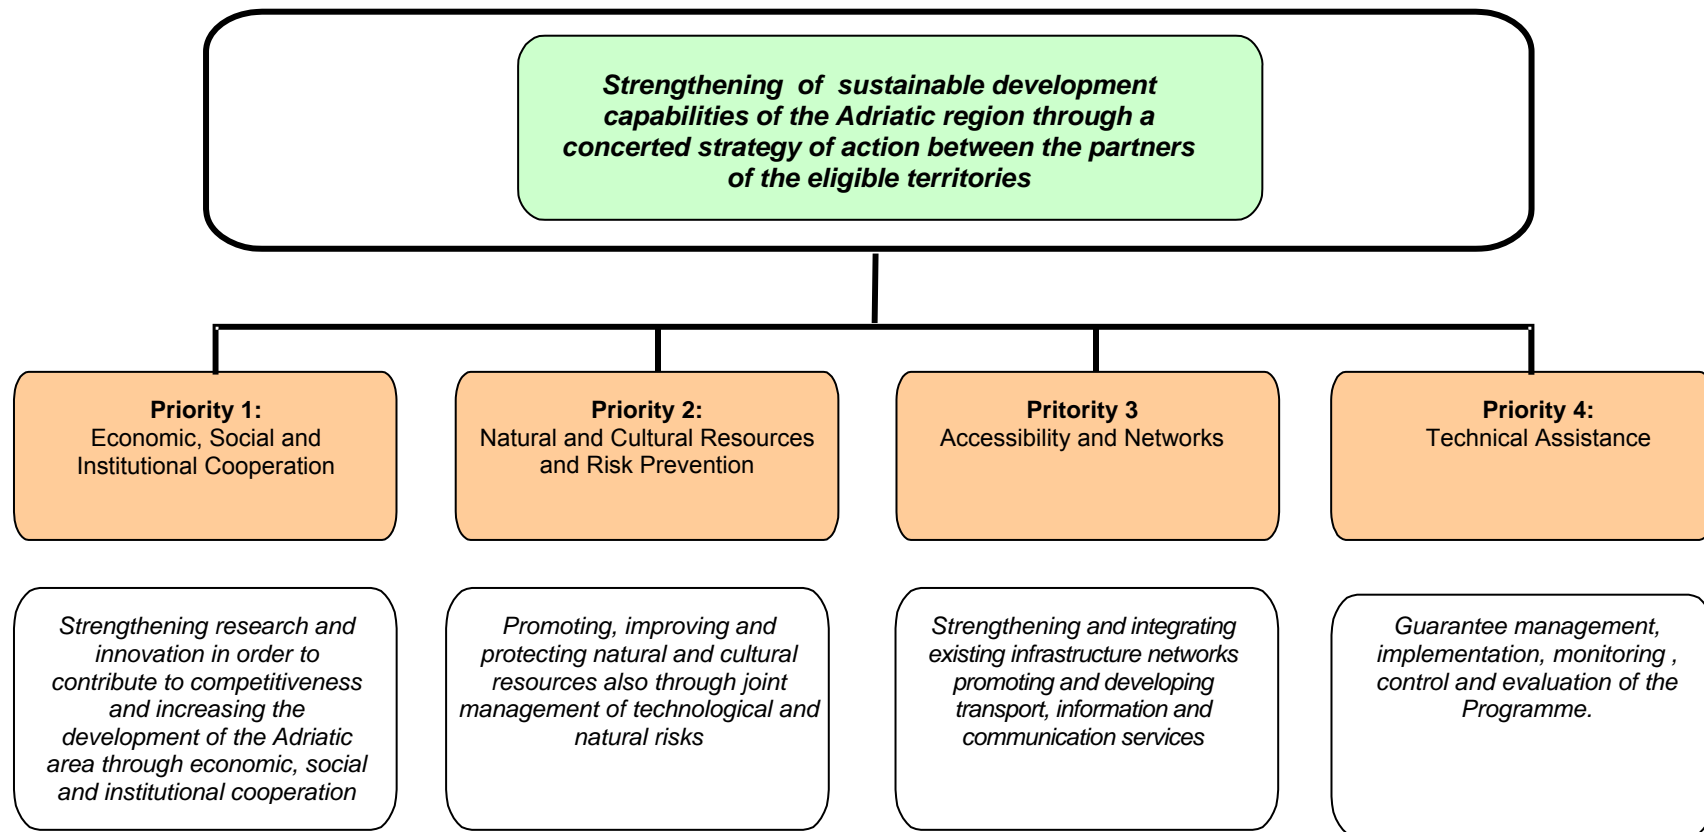 Strengthening of sustainable development
capabilities of the Adriatic region through a
concerted strategy of action between the partners
of the eligible territories
Priority 1:
Economic, Social and
Institutional Cooperation
Priority 2:
Natural and Cultural Resources
and Risk Prevention
Pritority 3
Accessibility and Networks
Priority 4:
Technical Assistance
Strengthening research and
innovation in order to
contribute to competitiveness
and increasing the
development of the Adriatic
area through economic, social
and institutional cooperation
Promoting, improving and
protecting natural and cultural
resources also through joint
management of technological and
natural risks
Strengthening and integrating
existing infrastructure networks
promoting and developing
transport, information and
communication services
Guarantee management,
implementation, monitoring ,
control and evaluation of the
Programme.